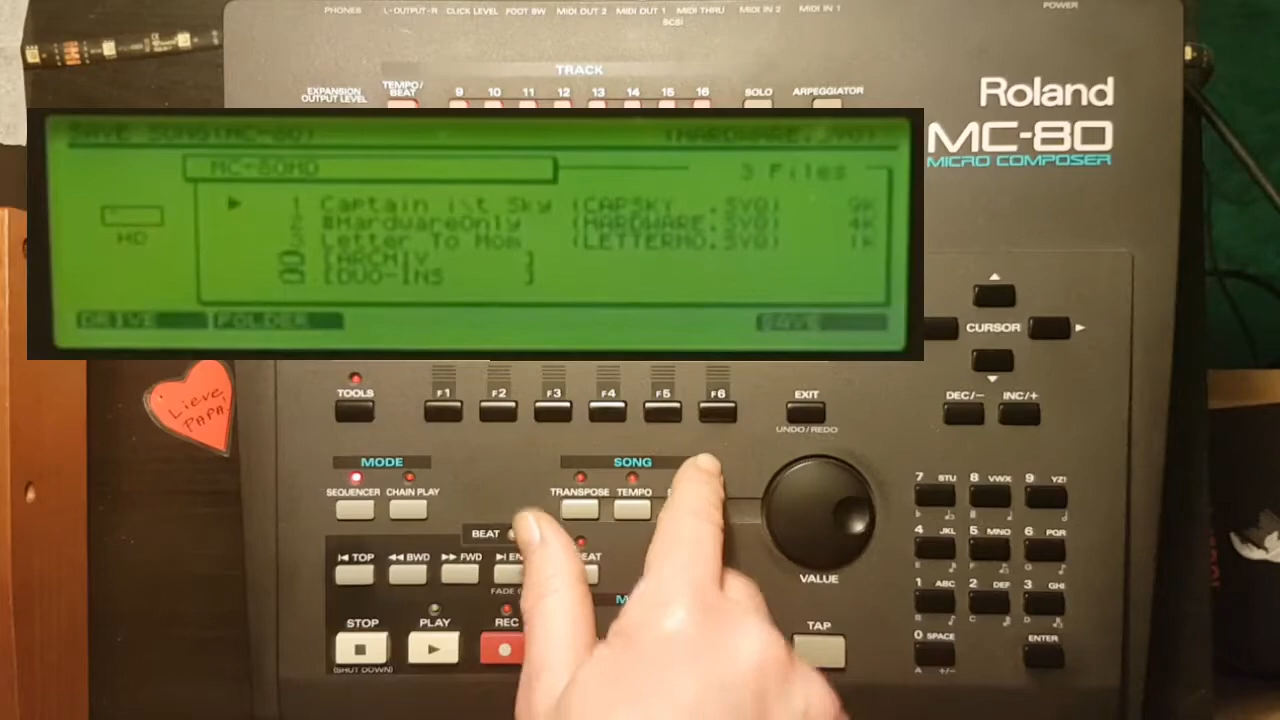 PHONES L-OUTPUT-R CLICK LEVEL FOOT SW MIDI OUT 2 MIDI OUT 1 MIDI THRU MIDI IN 2 MIDI IN 1 POWER
SCSI
TRACK
EXPANSION
OUTPUT LEVEL
TEMPO/
BEAT
9 10 11 12 13 14 15 16 SOLO ARPEGGIATOR
Roland
MC-80
MICRO COMPOSER
SAVE SONG(MC-80) (HARDWARE.SVQ)
MC-80HD 3 Files
HD
1 Captain i\t Sky (CAPSKY .SVQ) 9K
#HardwareOnly (HARDWARE.SVQ) 4K
Letter To Mom (LETTERMO.SVQ) 1K
[ARCHIV ]
[DUO-INS ]
DRIVE FOLDER SAVE
CURSOR
TOOLS F1 F2 F3 F4 F5 F6 EXIT
UNDO/REDO
DEC/- INC/+
Lieve
PAPA!
MODE
SEQUENCER CHAIN PLAY
SONG
TRANSPOSE TEMPO
BEAT
TOP BWD FWD
STOP PLAY REC
(SHUT DOWN)
VALUE
TAP
7 STU 8 VWX 9 YZ!
4 JKL 5 MNO 6 PQR
1 ABC 2 DEF 3 GHI
0 SPACE ENTER
A +/-